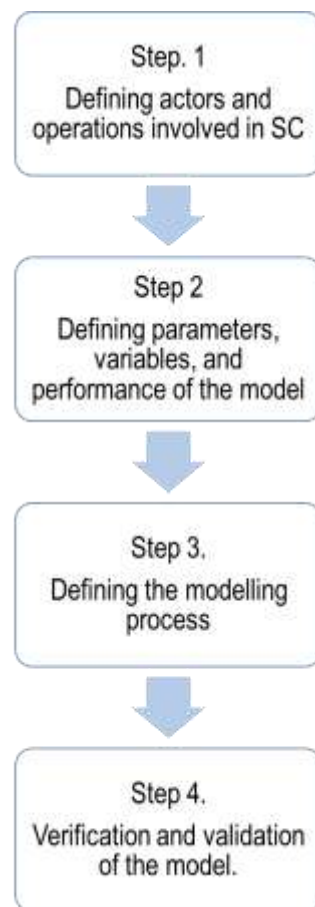 Step. 1
Defining actors and
operations involved in SC
Step 2
Defining parameters,
variables, and
performance of the model
Step 3.
Defining the modelling
process
Step 4.
Verification and validation
of the model.